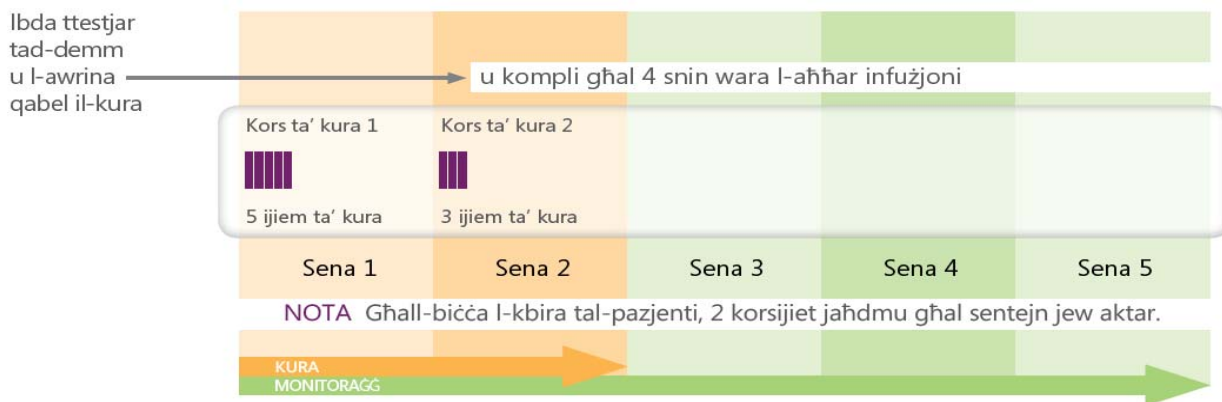 Ibda ttestjar
tad-demm
u l-awrina
qabel il-kura
u kompli għal 4 snin wara l-aħħar infużjoni
Kors ta' kura 1
Kors ta' kura 2
5 ijiem ta' kura
3 ijiem ta' kura
Sena 1
Sena 2
Sena 3
Sena 4
Sena 5
NOTA Għall-biċċa l-kbira tal-pazjenti, 2 korsijiet jaħdmu għal sentejn jew aktar.
KURA
MONITORAĠĠ